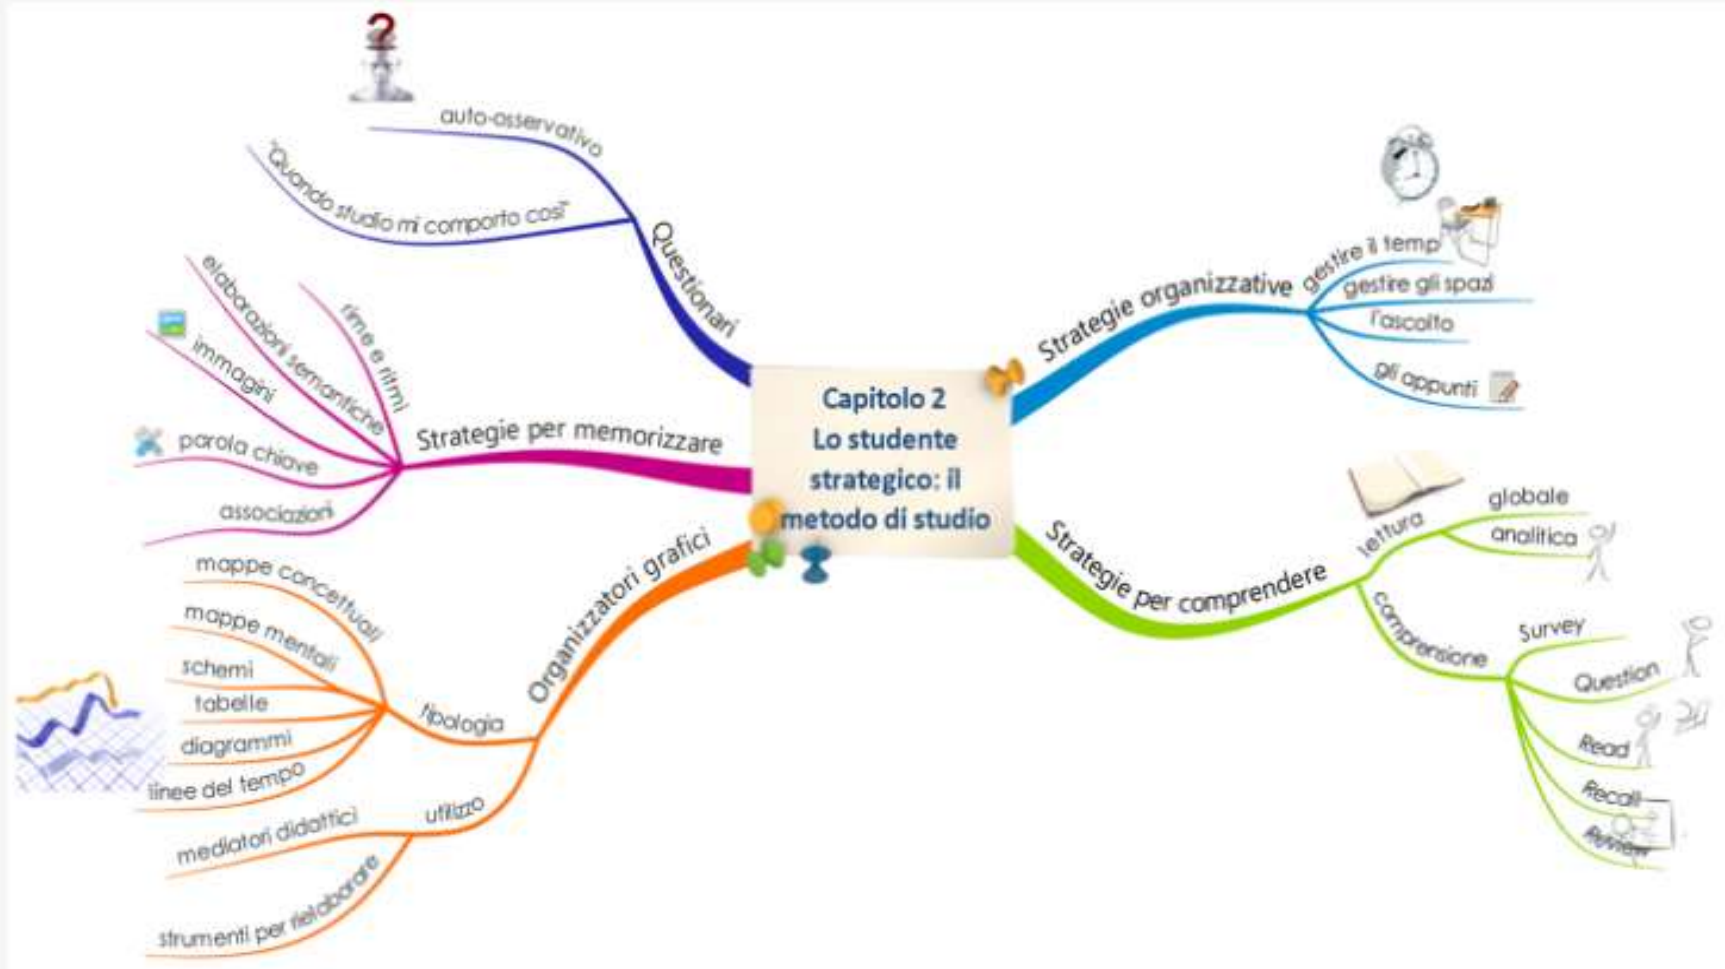 Capitolo 2
Lo studente
strategico: il
metodo di studio
Strategie organizzative
gestire il temp
gestire gli spazi
l'ascolto
gli appunti
Strategie per comprendere
lettura
globale
analitica
comprensione
Survey
Question
Read
Recall
Review
Organizzatori grafici
tipologia
mappe concettuali
mappe mentali
schemi
tabelle
diagrammi
linee del tempo
utilizzo
mediatori didattici
strumenti per rielaborare
Strategie per memorizzare
rime e ritmi
elaborazioni semantiche
immagini
parola chiave
associazioni
Questionari
auto-osservativo
"Quando studio mi comporto così"
?